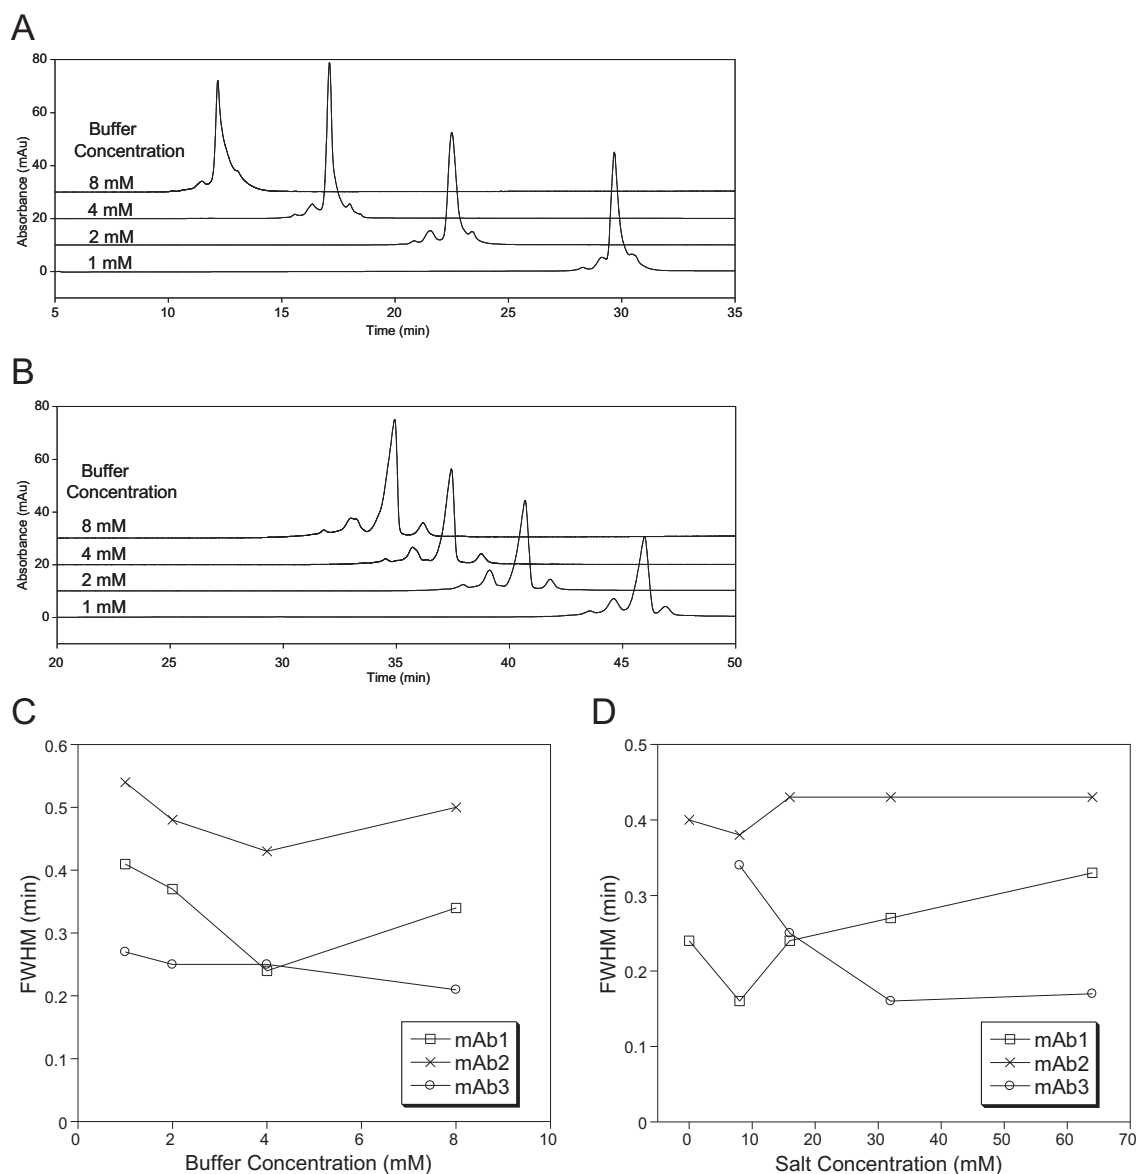 A
80
60
40
20
0
Absorbance (mAu)
Buffer
Concentration
8 mM
4 mM
2 mM
1 mM
5
10
15
20
25
30
35
Time (min)
B
80
60
40
20
0
Absorbance (mAu)
Buffer
Concentration
8 mM
4 mM
2 mM
1 mM
20
25
30
35
40
45
50
Time (min)
C
0.6
0.5
0.4
0.3
0.2
0.1
0
FWHM (min)
mAb1
mAb2
mAb3
0
2
4
6
8
10
Buffer Concentration (mM)
D
0.5
0.4
0.3
0.2
0.1
0
FWHM (min)
mAb1
mAb2
mAb3
0
10
20
30
40
50
60
70
Salt Concentration (mM)